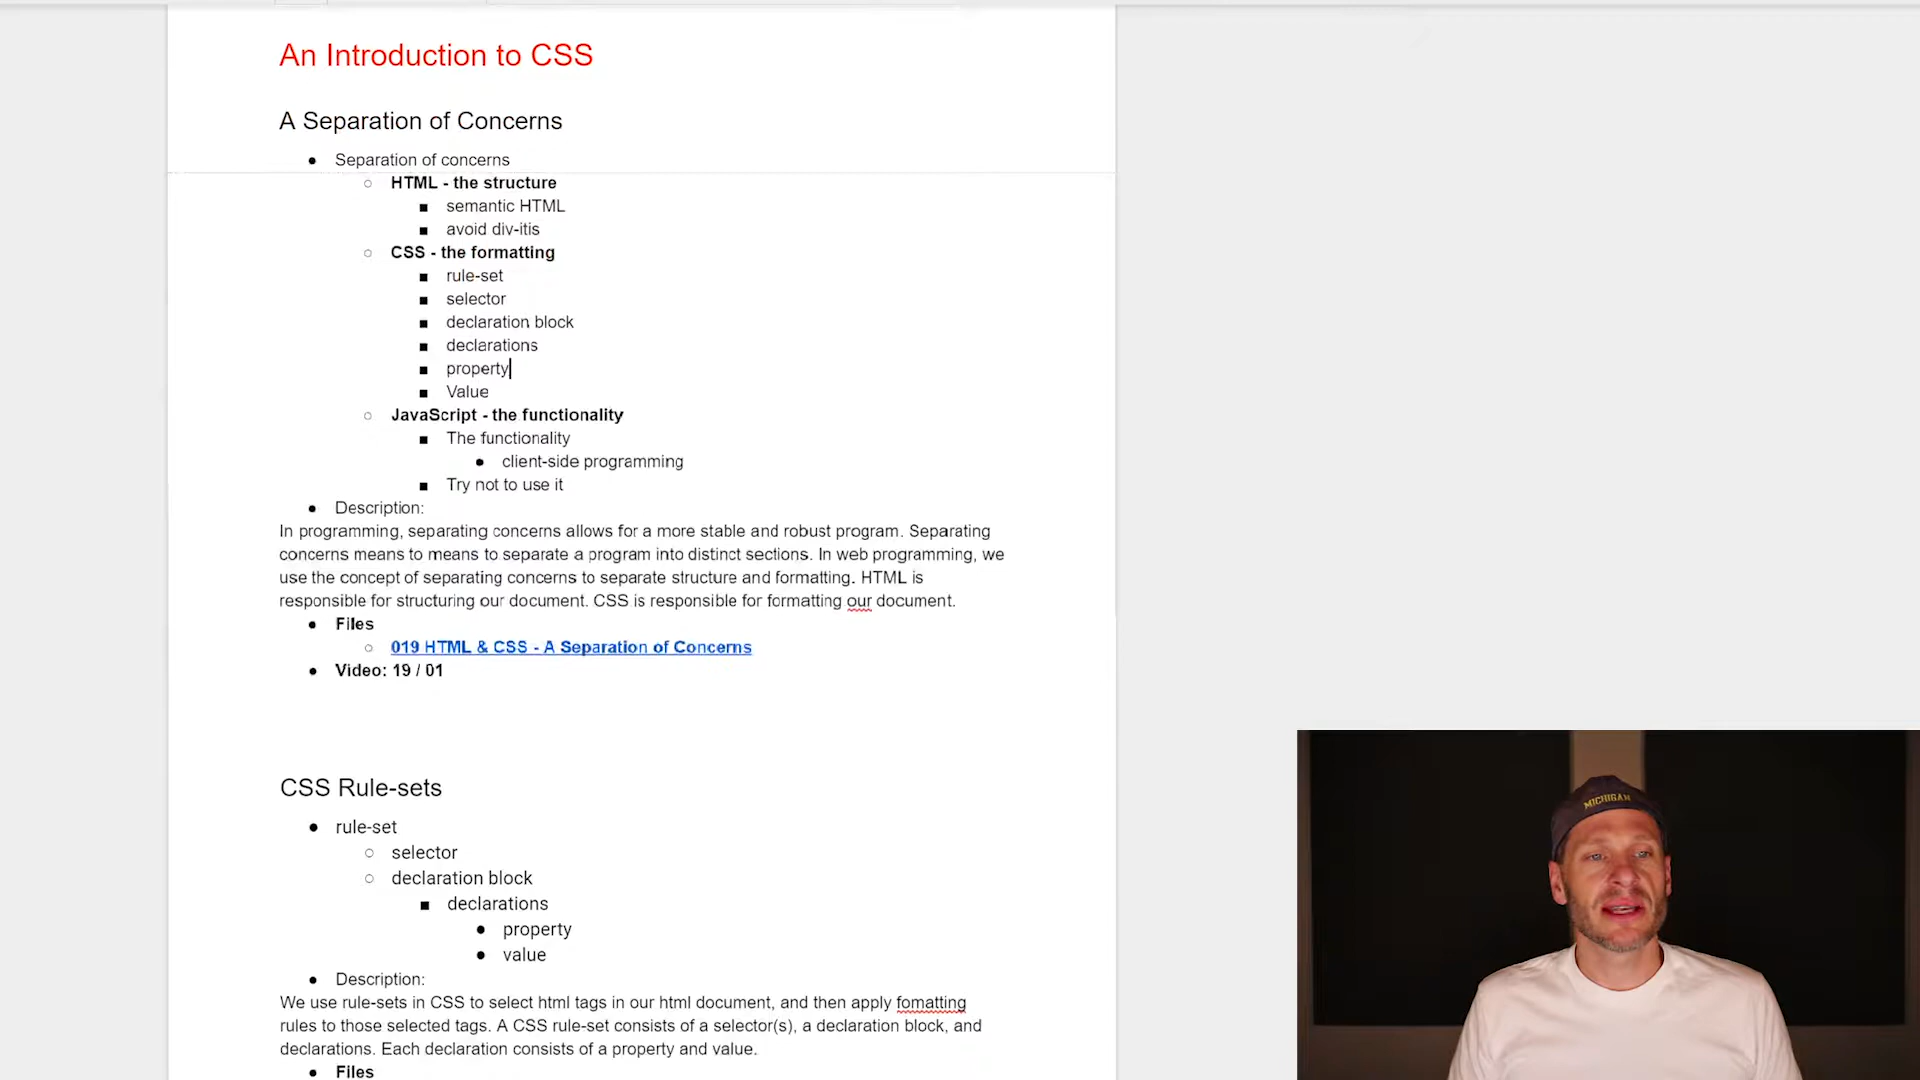 An Introduction to CSS
A Separation of Concerns
Separation of concerns
HTML - the structure
semantic HTML
avoid div-itis
CSS - the formatting
rule-set
selector
declaration block
declarations
property
Value
JavaScript - the functionality
The functionality
client-side programming
Try not to use it
Description:
In programming, separating concerns allows for a more stable and robust program. Separating
concerns means to means to separate a program into distinct sections. In web programming, we
use the concept of separating concerns to separate structure and formatting. HTML is
responsible for structuring our document. CSS is responsible for formatting our document.
Files
019 HTML & CSS - A Separation of Concerns
Video: 19 / 01
CSS Rule-sets
rule-set
selector
declaration block
declarations
property
value
Description:
We use rule-sets in CSS to select html tags in our html document, and then apply fomatting
rules to those selected tags. A CSS rule-set consists of a selector(s), a declaration block, and
declarations. Each declaration consists of a property and value.
Files
MICHIGAN